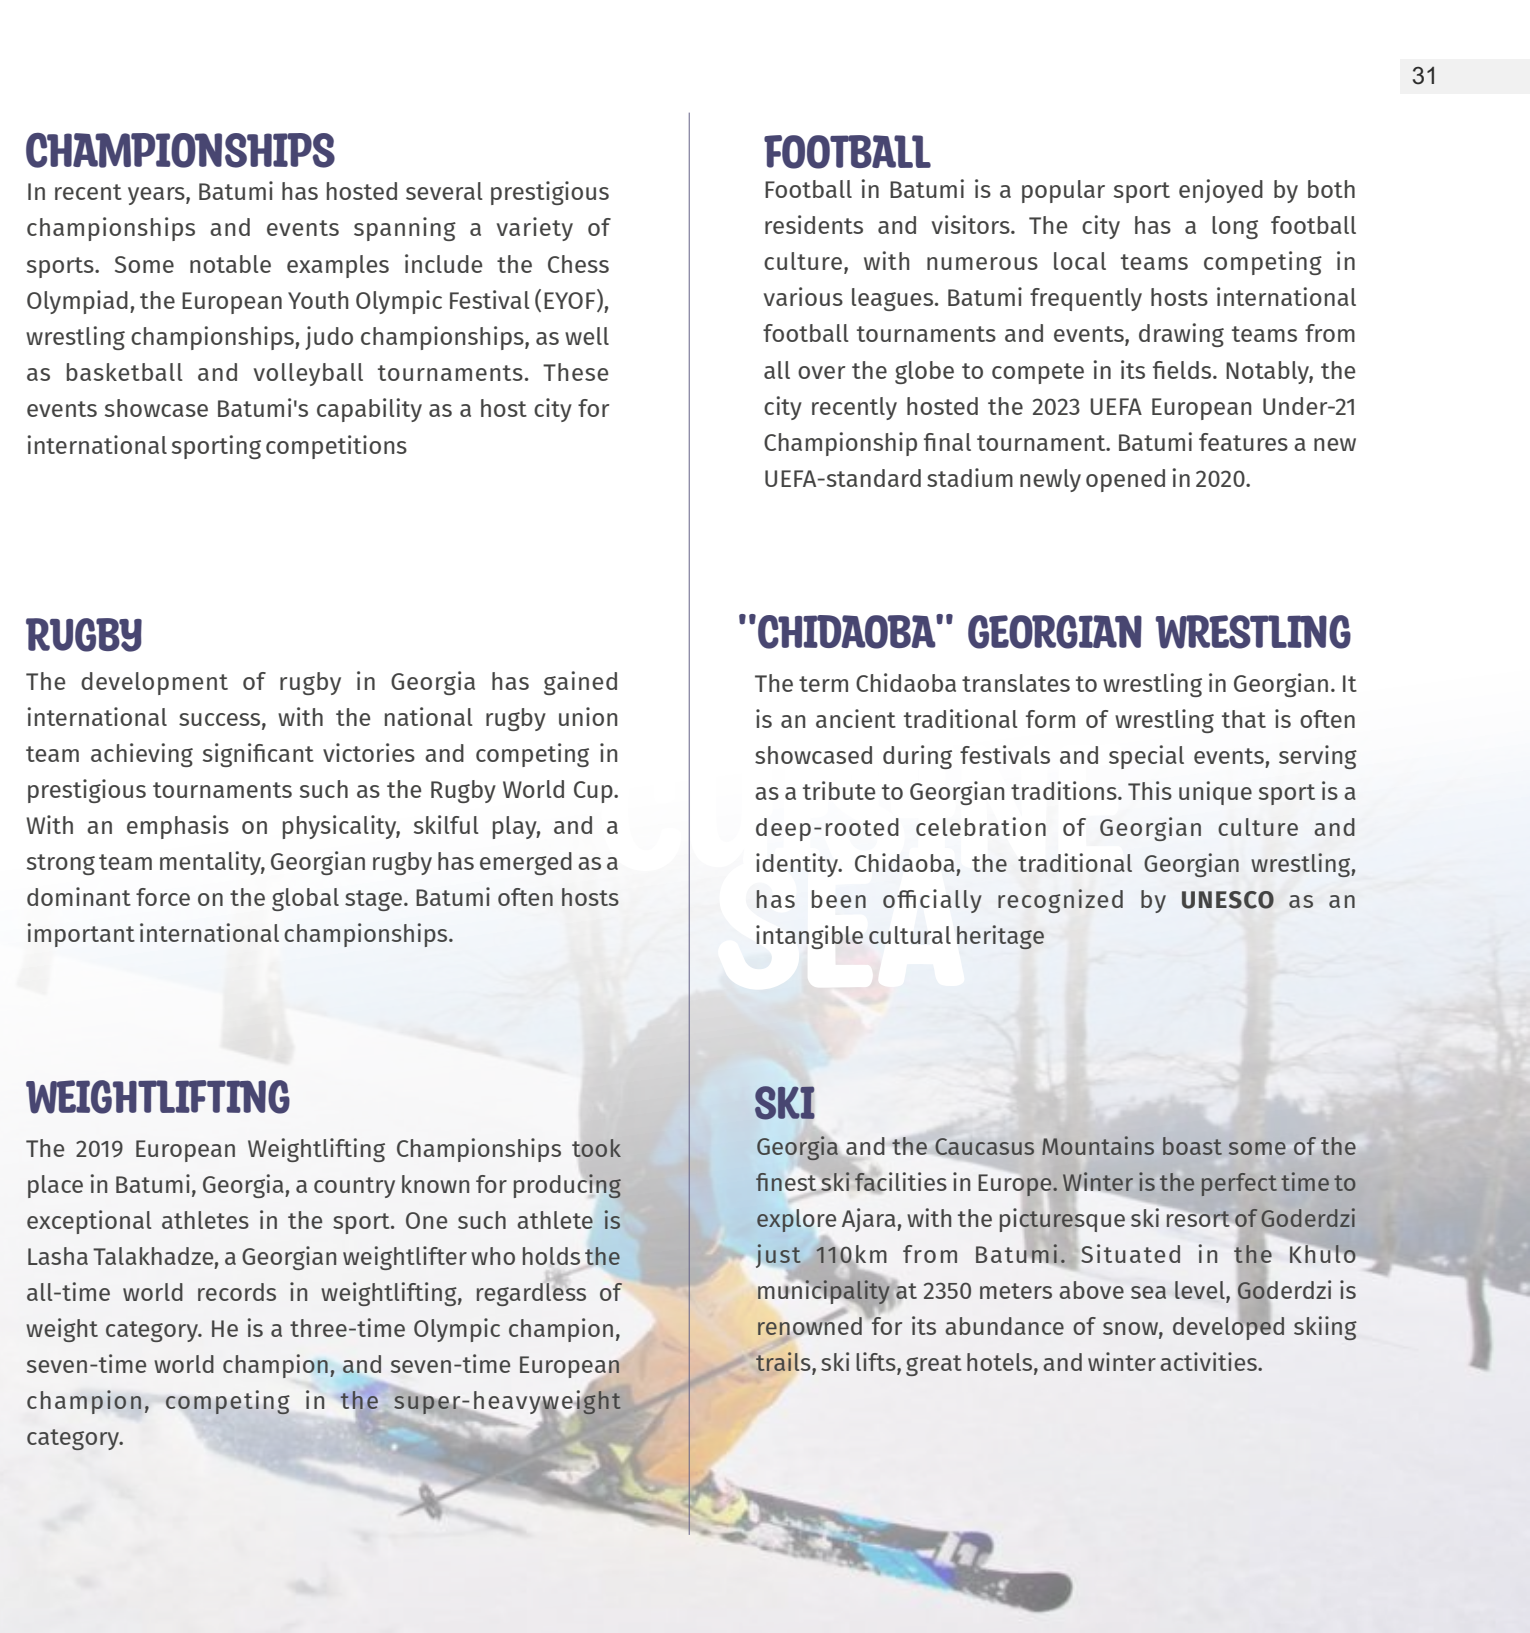 31
CHAMPIONSHIPS
In recent years, Batumi has hosted several prestigious
championships and events spanning a variety of
sports. Some notable examples include the Chess
Olympiad, the European Youth Olympic Festival (EYOF),
wrestling championships, judo championships, as well
as basketball and volleyball tournaments. These
events showcase Batumi's capability as a host city for
international sporting competitions
RUGBY
The development of rugby in Georgia has gained
international success, with the national rugby union
team achieving significant victories and competing in
prestigious tournaments such as the Rugby World Cup.
With an emphasis on physicality, skilful play, and a
strong team mentality, Georgian rugby has emerged as a
dominant force on the global stage. Batumi often hosts
important international championships.
WEIGHTLIFTING
The 2019 European Weightlifting Championships took
place in Batumi, Georgia, a country known for producing
exceptional athletes in the sport. One such athlete is
Lasha Talakhadze, a Georgian weightlifter who holds the
all-time world records in weightlifting, regardless of
weight category. He is a three-time Olympic champion,
seven-time world champion, and seven-time European
champion, competing in the super-heavyweight
category.
FOOTBALL
Football in Batumi is a popular sport enjoyed by both
residents and visitors. The city has a long football
culture, with numerous local teams competing in
various leagues. Batumi frequently hosts international
football tournaments and events, drawing teams from
all over the globe to compete in its fields. Notably, the
city recently hosted the 2023 UEFA European Under-21
Championship final tournament. Batumi features a new
UEFA-standard stadium newly opened in 2020.
"CHIDAOBA" GEORGIAN WRESTLING
The term Chidaoba translates to wrestling in Georgian. It
is an ancient traditional form of wrestling that is often
showcased during festivals and special events, serving
as a tribute to Georgian traditions. This unique sport is a
deep-rooted celebration of Georgian culture and
identity. Chidaoba, the traditional Georgian wrestling,
has been officially recognized by UNESCO as an
intangible cultural heritage
SEA
SKI
Georgia and the Caucasus Mountains boast some of the
finest ski facilities in Europe. Winter is the perfect time to
explore Ajara, with the picturesque ski resort of Goderdzi
just 110km from Batumi. Situated in the Khulo
municipality at 2350 meters above sea level, Goderdzi is
renowned for its abundance of snow, developed skiing
trails, ski lifts, great hotels, and winter activities.